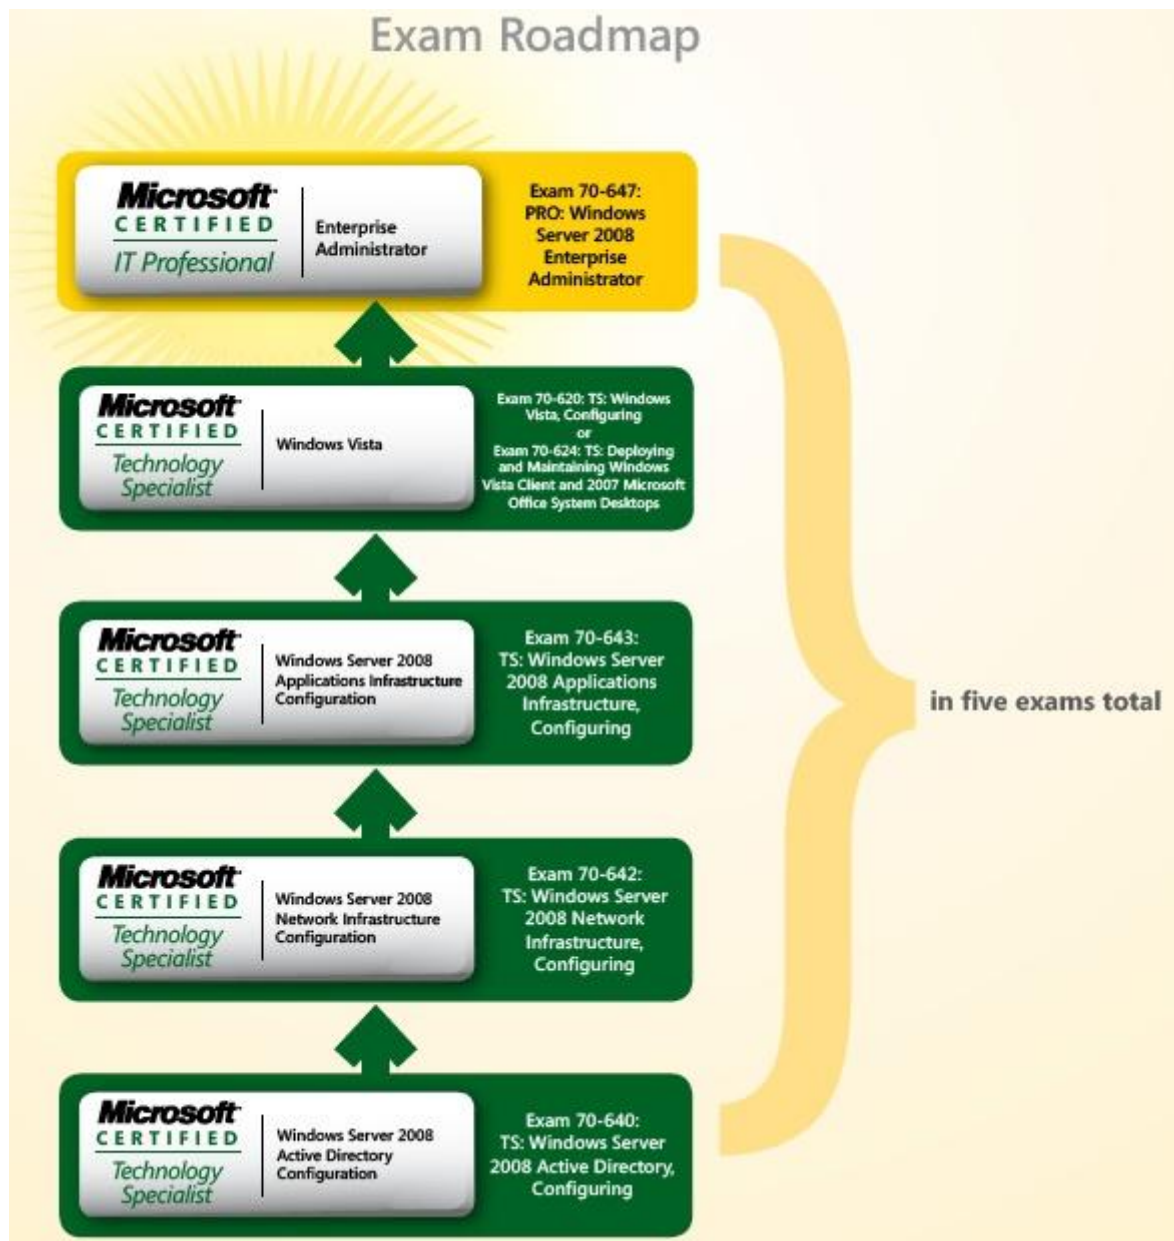 Exam Roadmap
Microsoft™
CERTIFIED
IT Professional
Enterprise
Administrator
Exam 70-647:
PRO: Windows
Server 2008
Enterprise
Administrator
Microsoft
CERTIFIED
Technology
Specialist
Windows Vista
Exam 70-620: TS: Windows
Vista, Configuring
or
Exam 70-624: TS: Deploying
and Maintaining Windows
Vista Client and 2007 Microsoft
Office System Desktops
Microsoft
CERTIFIED
Technology
Specialist
Windows Server 2008
Applications Infrastructure
Configuration
Exam 70-643:
TS: Windows Server
2008 Applications
Infrastructure,
Configuring
in five exams total
Microsoft
CERTIFIED
Technology
Specialist
Windows Server 2008
Network Infrastructure
Configuration
Exam 70-642:
TS: Windows Server
2008 Network
Infrastructure,
Configuring
Microsoft
CERTIFIED
Technology
Specialist
Windows Server 2008
Active Directory
Configuration
Exam 70-640:
TS: Windows Server
2008 Active Directory,
Configuring